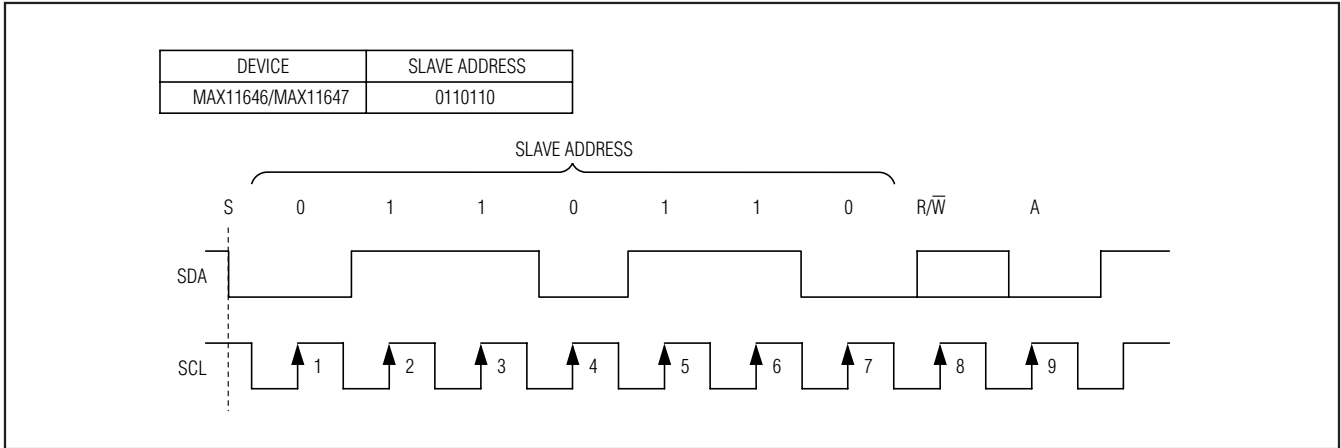 DEVICE SLAVE ADDRESS
MAX11646/MAX11647 0110110
SLAVE ADDRESS
S 0 1 1 0 1 1 0 R/W̅ A
SDA
SCL 1 2 3 4 5 6 7 8 9